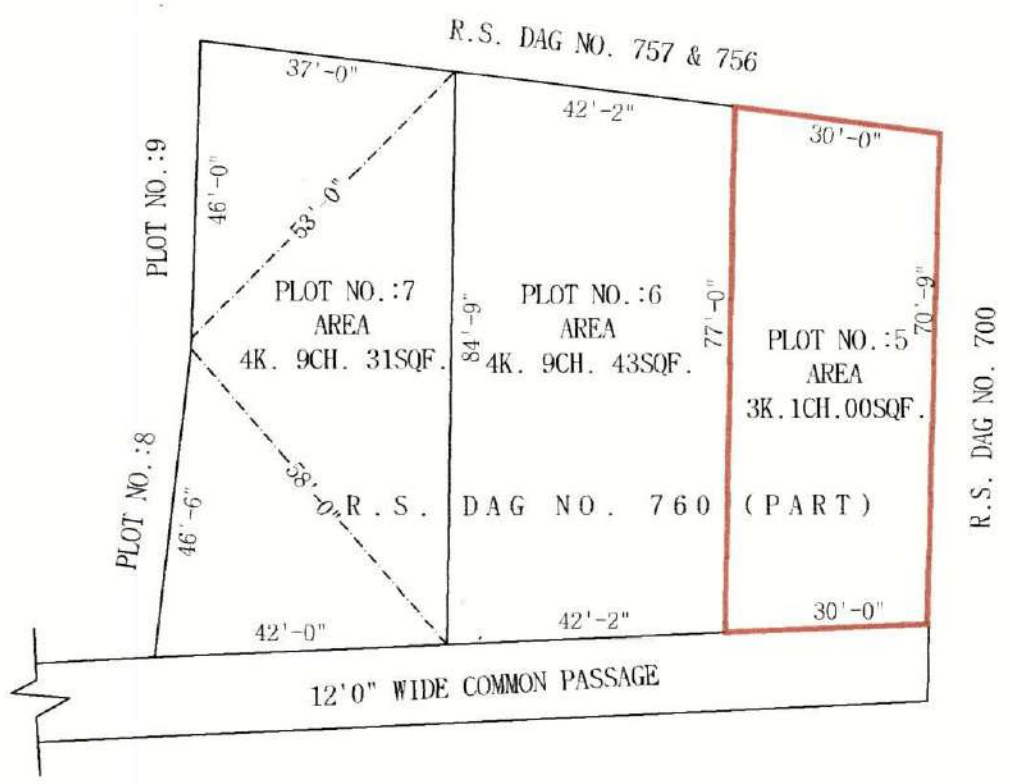 R.S. DAG NO. 757 & 756
37'-0"
42'-2"
30'-0"
PLOT NO.:9
46'-0"
53'-0"
PLOT NO.:7
AREA
4K. 9CH. 31SQF.
84'-9"
PLOT NO.:6
AREA
4K. 9CH. 43SQF.
77'-0"
PLOT NO.:5
AREA
3K.1CH.00SQF.
70'-9"
R.S. DAG NO. 700
PLOT NO.:8
46'-6"
58'-0"
R.S. DAG NO. 760 (PART)
42'-0"
42'-2"
30'-0"
12'0" WIDE COMMON PASSAGE